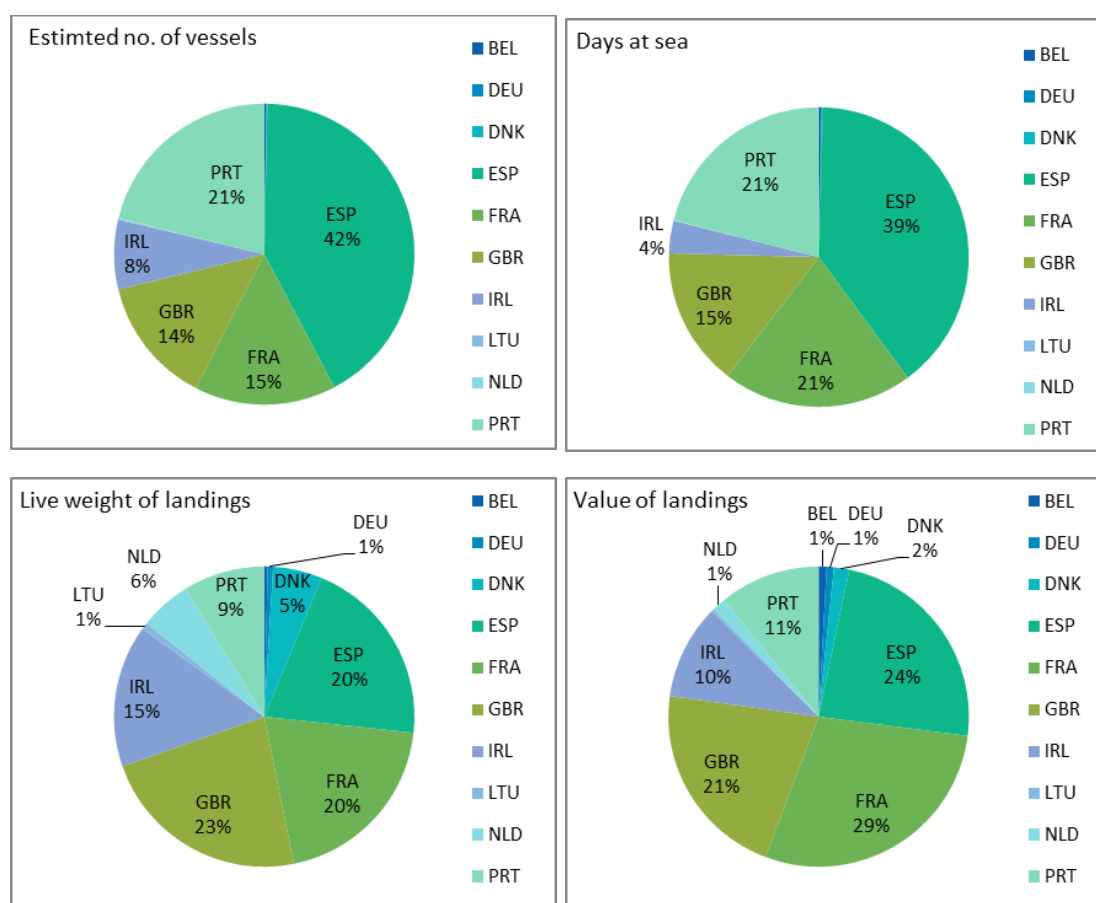 Estimted no. of vessels
BEL
DEU
DNK
ESP
FRA
GBR
IRL
LTU
NLD
PRT
PRT
21%
ESP
42%
IRL
8%
GBR
14%
FRA
15%
Days at sea
BEL
DEU
DNK
ESP
FRA
GBR
IRL
LTU
NLD
PRT
PRT
21%
ESP
39%
IRL
4%
GBR
15%
FRA
21%
Live weight of landings
BEL
DEU
DNK
ESP
FRA
GBR
IRL
LTU
NLD
PRT
DEU
1%
NLD
6%
PRT
9%
DNK
5%
LTU
1%
ESP
20%
IRL
15%
FRA
20%
GBR
23%
Value of landings
BEL
DEU
DNK
ESP
FRA
GBR
IRL
LTU
NLD
PRT
BEL
1%
DEU
1%
DNK
2%
NLD
1%
PRT
11%
ESP
24%
IRL
10%
GBR
21%
FRA
29%